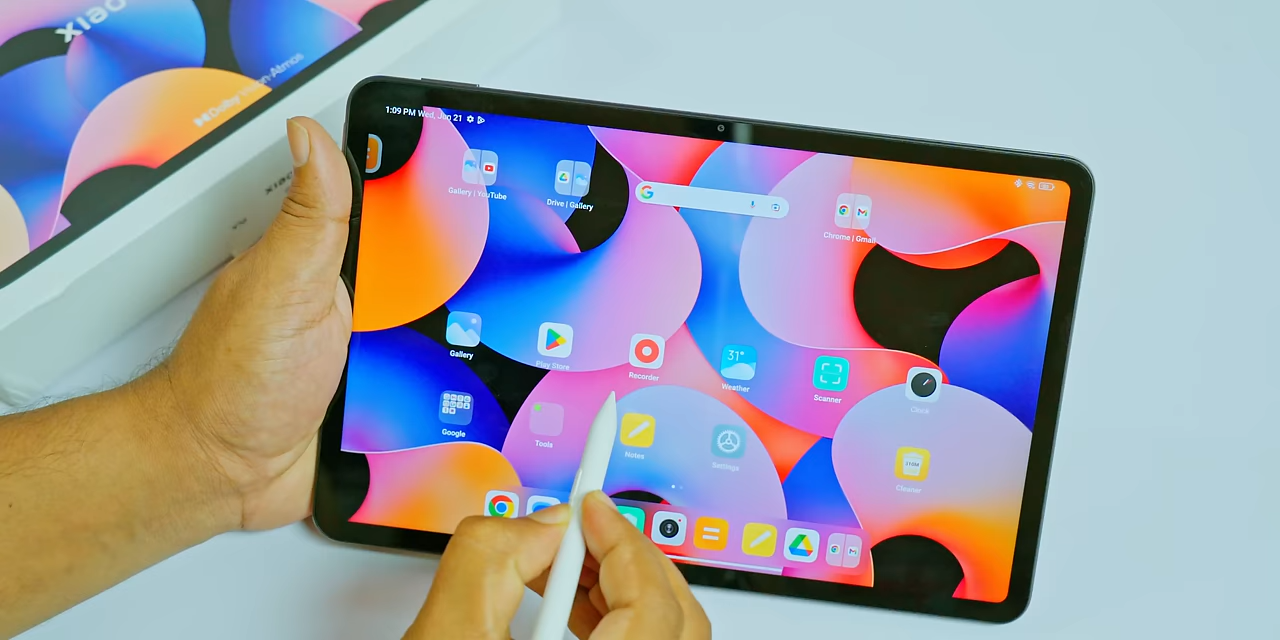 XIAO
Dolby Vision·Atmos
1:09 PM Wed, Jun 21
Gallery | YouTube
Drive | Gallery
G
Chrome | Gmail
Gallery
Play Store
Recorder
31°
Weather
Scanner
Clock
Google
Tools
Notes
Settings
Cleaner